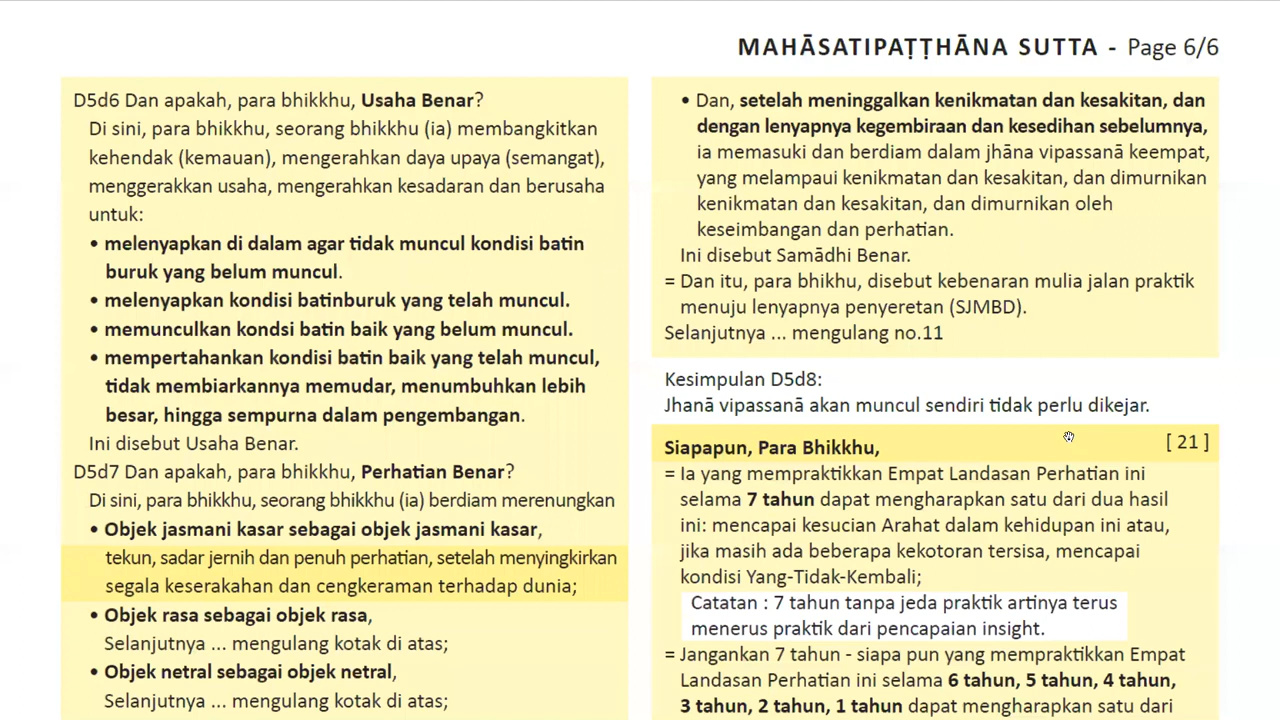 MAHĀSATIPAṬṬHĀNA SUTTA - Page 6/6
D5d6 Dan apakah, para bhikkhu, Usaha Benar?
Di sini, para bhikkhu, seorang bhikkhu (ia) membangkitkan
kehendak (kemauan), mengerahkan daya upaya (semangat),
menggerakkan usaha, mengerahkan kesadaran dan berusaha
untuk:
• melenyapkan di dalam agar tidak muncul kondisi batin
buruk yang belum muncul.
• melenyapkan kondisi batinburuk yang telah muncul.
• memunculkan kondsi batin baik yang belum muncul.
• mempertahankan kondisi batin baik yang telah muncul,
tidak membiarkannya memudar, menumbuhkan lebih
besar, hingga sempurna dalam pengembangan.
Ini disebut Usaha Benar.
D5d7 Dan apakah, para bhikkhu, Perhatian Benar?
Di sini, para bhikkhu, seorang bhikkhu (ia) berdiam merenungkan
• Objek jasmani kasar sebagai objek jasmani kasar,
tekun, sadar jernih dan penuh perhatian, setelah menyingkirkan
segala keserakahan dan cengkeraman terhadap dunia;
• Objek rasa sebagai objek rasa,
Selanjutnya ... mengulang kotak di atas;
• Objek netral sebagai objek netral,
Selanjutnya ... mengulang kotak di atas;
• Dan, setelah meninggalkan kenikmatan dan kesakitan, dan
dengan lenyapnya kegembiraan dan kesedihan sebelumnya,
ia memasuki dan berdiam dalam jhāna vipassanā keempat,
yang melampaui kenikmatan dan kesakitan, dan dimurnikan
kenikmatan dan kesakitan, dan dimurnikan oleh
keseimbangan dan perhatian.
Ini disebut Samādhi Benar.
= Dan itu, para bhikhu, disebut kebenaran mulia jalan praktik
menuju lenyapnya penyeretan (SJMBD).
Selanjutnya ... mengulang no.11
Kesimpulan D5d8:
Jhanā vipassanā akan muncul sendiri tidak perlu dikejar.
Siapapun, Para Bhikkhu, [ 21 ]
= Ia yang mempraktikkan Empat Landasan Perhatian ini
selama 7 tahun dapat mengharapkan satu dari dua hasil
ini: mencapai kesucian Arahat dalam kehidupan ini atau,
jika masih ada beberapa kekotoran tersisa, mencapai
kondisi Yang-Tidak-Kembali;
Catatan : 7 tahun tanpa jeda praktik artinya terus
menerus praktik dari pencapaian insight.
= Jangankan 7 tahun - siapa pun yang mempraktikkan Empat
Landasan Perhatian ini selama 6 tahun, 5 tahun, 4 tahun,
3 tahun, 2 tahun, 1 tahun dapat mengharapkan satu dari